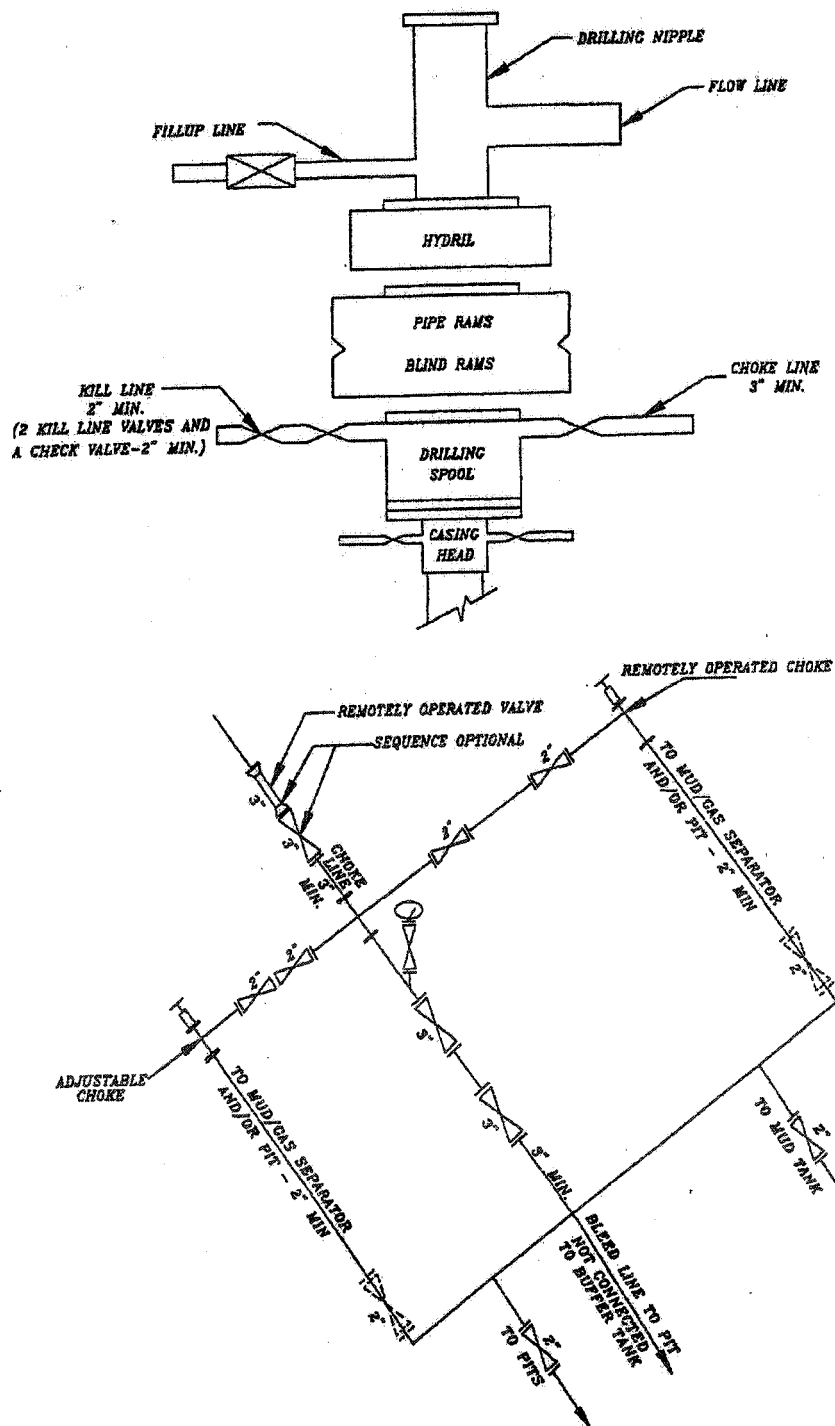 DRILLING NIPPLE
FLOW LINE
FILLUP LINE
HYDRIL
PIPE RAMS
BLIND RAMS
CHOKE LINE
3" MIN.
KILL LINE
2" MIN.
(2 KILL LINE VALVES AND
A CHECK VALVE-2" MIN.)
DRILLING
SPOOL
CASING
HEAD
REMOTELY OPERATED CHOKE
REMOTELY OPERATED VALVE
SEQUENCE OPTIONAL
3"
3"
CHOKE
LINE
3"
MIN.
2"
2"
TO MUD/GAS SEPARATOR
AND/OR PIT - 2" MIN
2"
2"
2"
3"
3"
3" MIN.
ADJUSTABLE
CHOKE
TO MUD/GAS SEPARATOR
AND/OR PIT - 2" MIN
2"
2"
TO MUD TANK
BLEED LINE TO PIT
NOT CONNECTED
TO BUFFER TANK
2"
TO PITS